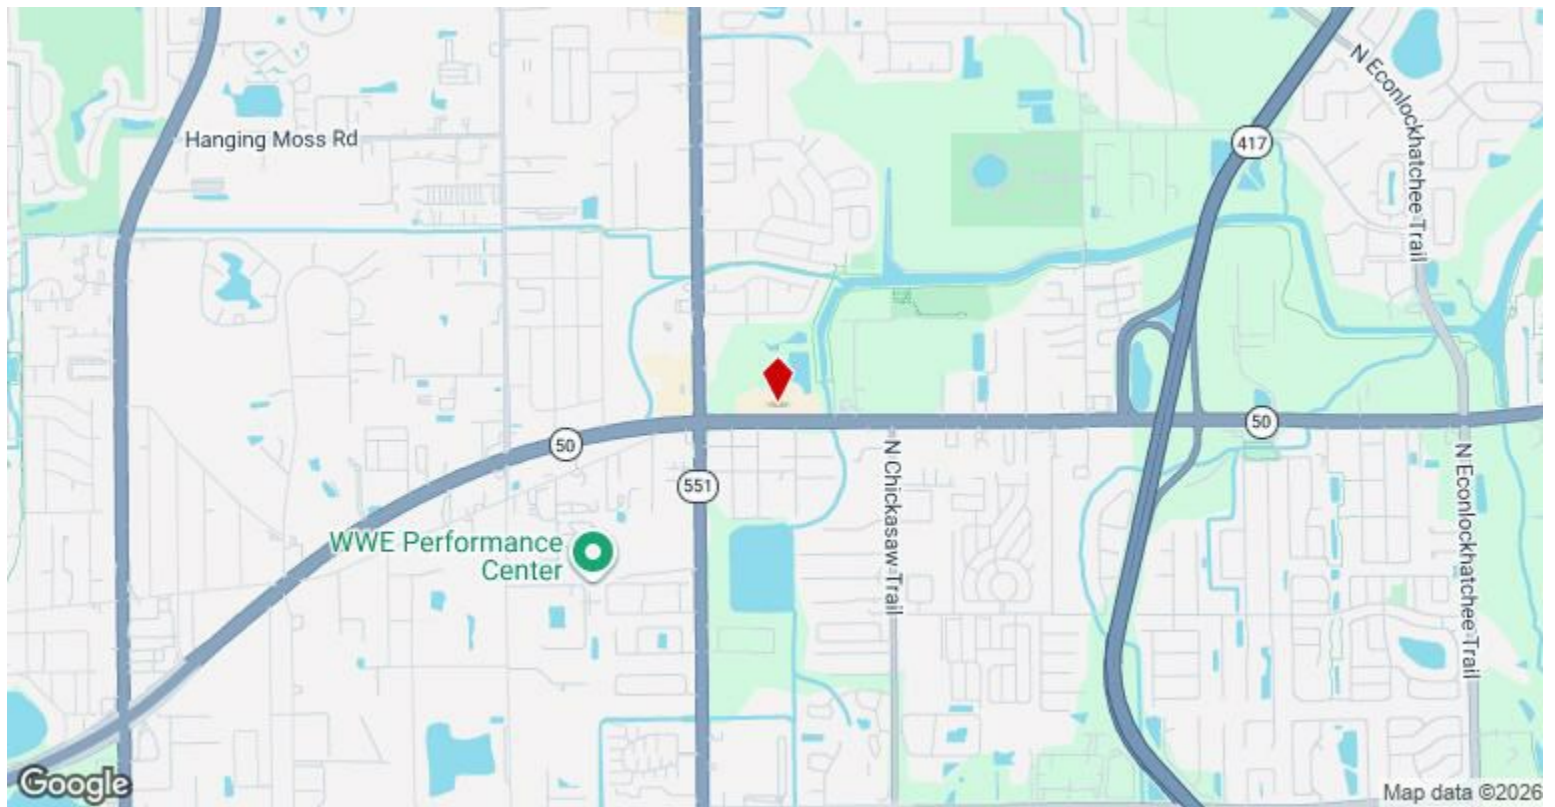 N Econlockhatchee Trail
Hanging Moss Rd
417
50
50
551
N Chickasaw Trail
N Econlockhatchee Trail
WWE Performance
Center
Google
Map data ©2026